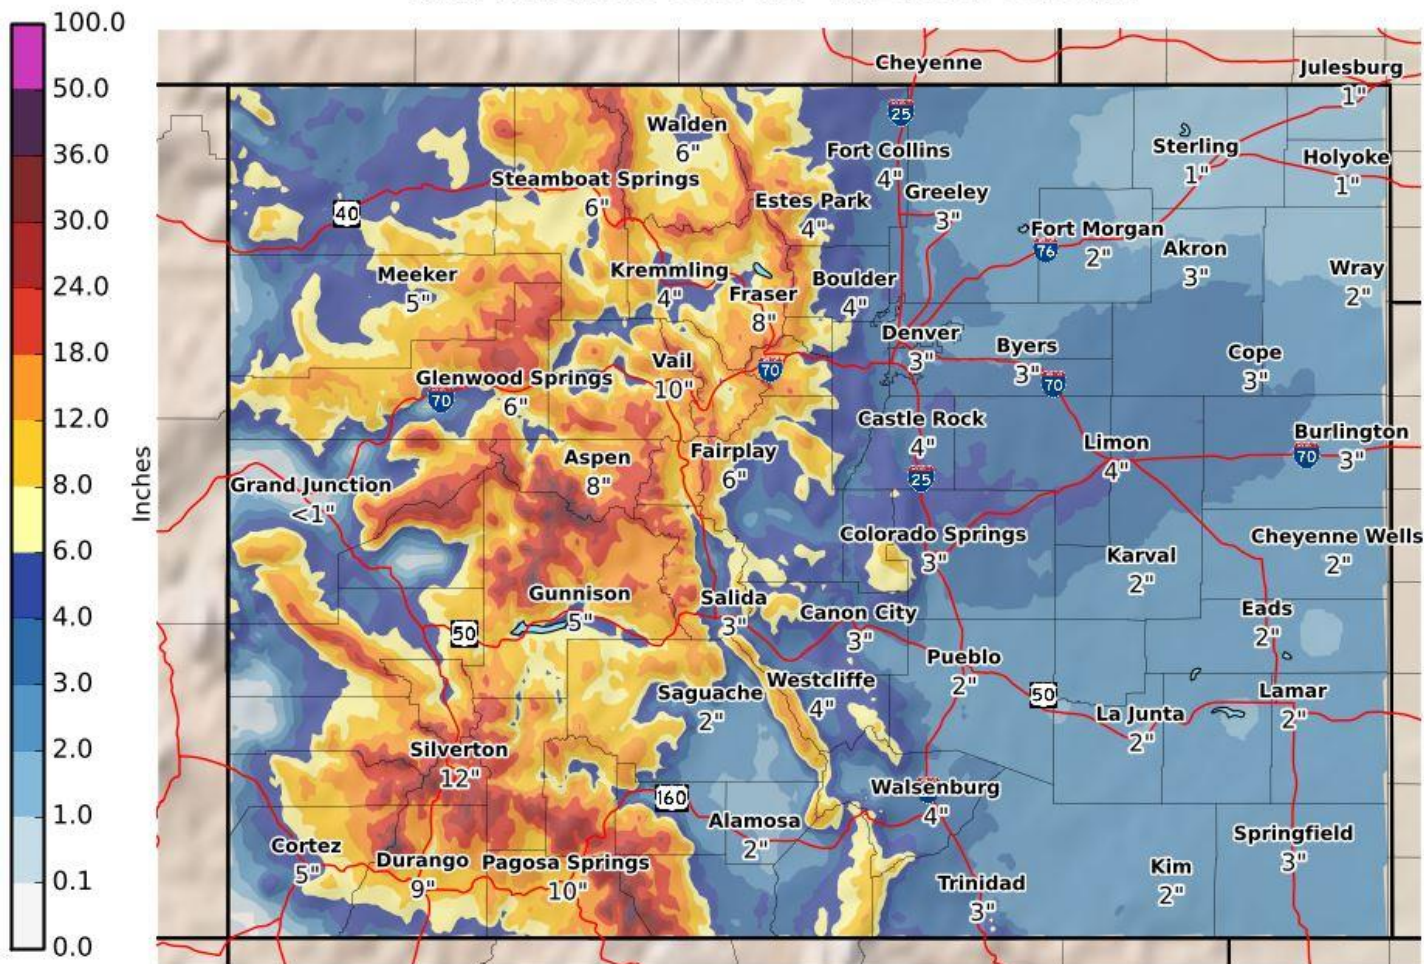 100.0
50.0
36.0
30.0
24.0
18.0
12.0
8.0
6.0
4.0
3.0
2.0
1.0
0.1
0.0
Inches
Cheyenne
Julesburg
1"
25
Walden
6"
Fort Collins
4"
Sterling
1"
Holyoke
1"
Steamboat Springs
6"
40
Estes Park
4"
Greeley
3"
Fort Morgan
2"
76
Akron
3"
Wray
2"
Meeker
5"
Kremmling
4"
Fraser
8"
Boulder
4"
Denver
3"
Byers
3"
70
Cope
3"
Vail
10"
70
Glenwood Springs
6"
70
Castle Rock
4"
25
Limon
4"
Burlington
3"
70
Aspen
8"
Fairplay
6"
Grand Junction
<1"
Colorado Springs
3"
Karval
2"
Cheyenne Wells
2"
Gunnison
5"
50
Salida
3"
Canon City
3"
Eads
2"
Pueblo
2"
50
Saguache
2"
Westcliffe
4"
La Junta
2"
Lamar
2"
Silverton
12"
160
Walsenburg
4"
Alamosa
2"
Cortez
5"
Durango
9"
Pagosa Springs
10"
Trinidad
3"
Kim
2"
Springfield
3"